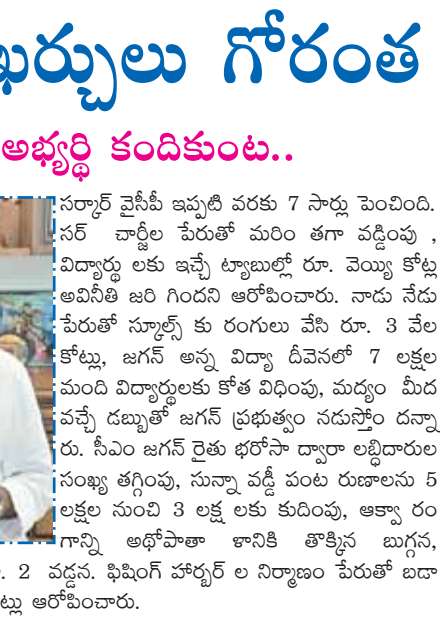 ఖర్చులు గోరంత
అభ్యర్థి కందికుంట..
సర్కార్ వైసీపీ ఇప్పటి వరకు 7 సార్లు పెంచింది.
సర్ చార్జీల పేరుతో మరిం తగా వడ్డింపు ,
విద్యార్థు లకు ఇచ్చే ట్యాబుల్లో రూ. వెయ్యి కోట్ల
అవినీతి జరి గిందని ఆరోపించారు. నాడు నేడు
పేరుతో స్కూల్స్ కు రంగులు వేసి రూ. 3 వేల
కోట్లు, జగన్ అన్న విద్యా దీవెనలో 7 లక్షల
మంది విద్యార్థులకు కోత విధింపు, మద్యం మీద
వచ్చే డబ్బుతో జగన్ ప్రభుత్వం నడుస్తోం దన్నా
రు. సీఎం జగన్ రైతు భరోసా ద్వారా లబ్ధిదారుల
సంఖ్య తగ్గింపు, సున్నా వడ్డీ పంట రుణాలను 5
లక్షల నుంచి 3 లక్ష లకు కుదింపు, ఆక్వా రం
గాన్ని అథోపాతా ళానికి తొక్కిన బుగ్గన,
. 2 వడ్డన. ఫిషింగ్ హార్బర్ ల నిర్మాణం పేరుతో బడా
ట్లు ఆరోపించారు.